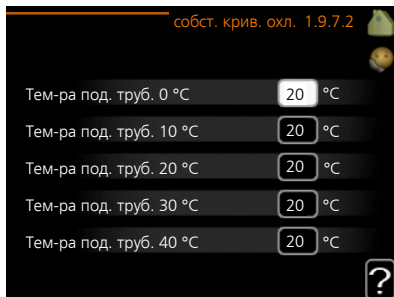 собст. крив. охл. 1.9.7.2
Тем-ра под. труб. 0 °C 20 °C
Тем-ра под. труб. 10 °C 20 °C
Тем-ра под. труб. 20 °C 20 °C
Тем-ра под. труб. 30 °C 20 °C
Тем-ра под. труб. 40 °C 20 °C
?